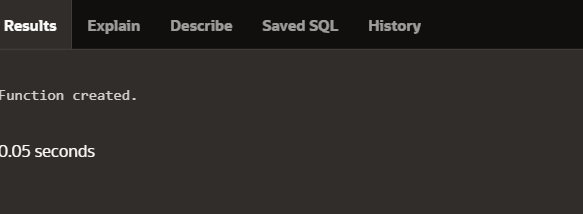 Results Explain Describe Saved SQL History
Function created.
0.05 seconds